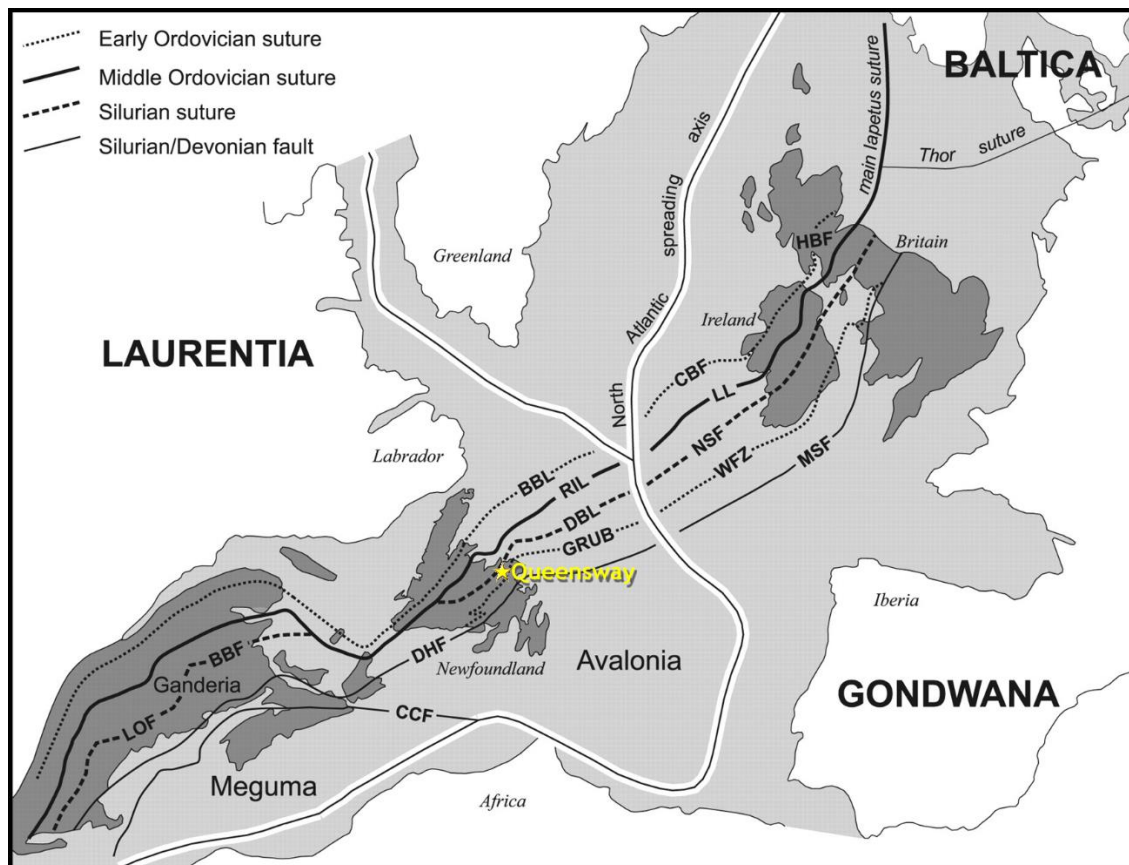 Early Ordovician suture
Middle Ordovician suture
Silurian suture
Silurian/Devonian fault
BALTICA
main Iapetus suture
Thor suture
axis
spreading
Atlantic
North
Greenland
HBF
Britain
Ireland
LAURENTIA
CBF
LL
Labrador
NSF
BBL
RIL
WFZ
MSF
DBL
GRUB
Queensway
Iberia
DHF
Newfoundland
Avalonia
BBF
Ganderia
GONDWANA
LOF
CCF
Meguma
Africa